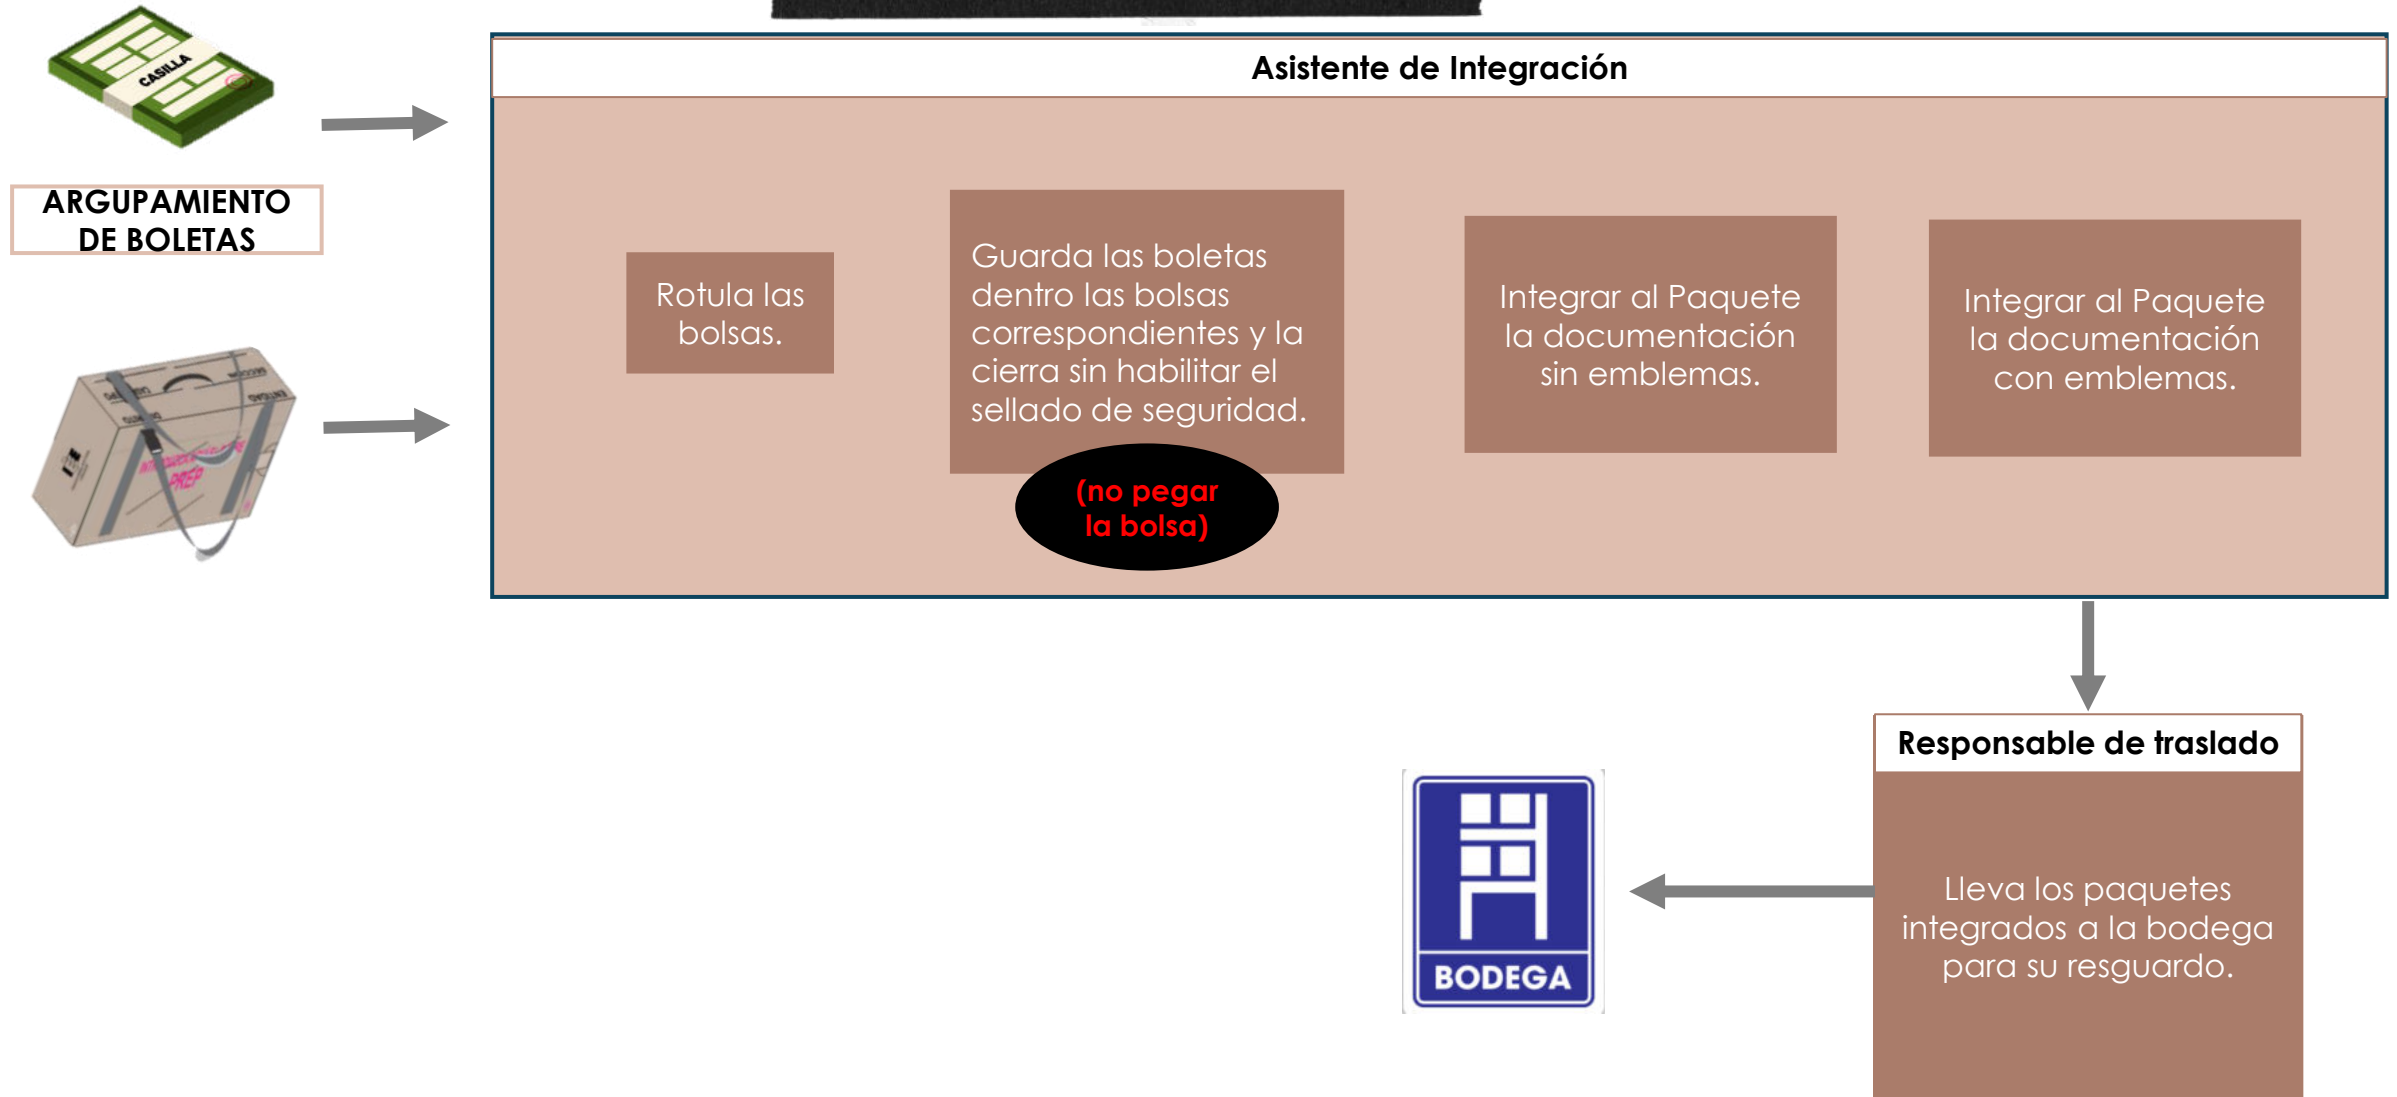 Asistente de Integración
CASILLA
ARGUPAMIENTO
DE BOLETAS
Rotula las
bolsas.
Guarda las boletas
dentro las bolsas
correspondientes y la
cierra sin habilitar el
sellado de seguridad.
(no pegar
la bolsa)
Integrar al Paquete
la documentación
sin emblemas.
Integrar al Paquete
la documentación
con emblemas.
SECCIÓN
ENTIDAD
PREP
Responsable de traslado
Lleva los paquetes
integrados a la bodega
para su resguardo.
BODEGA